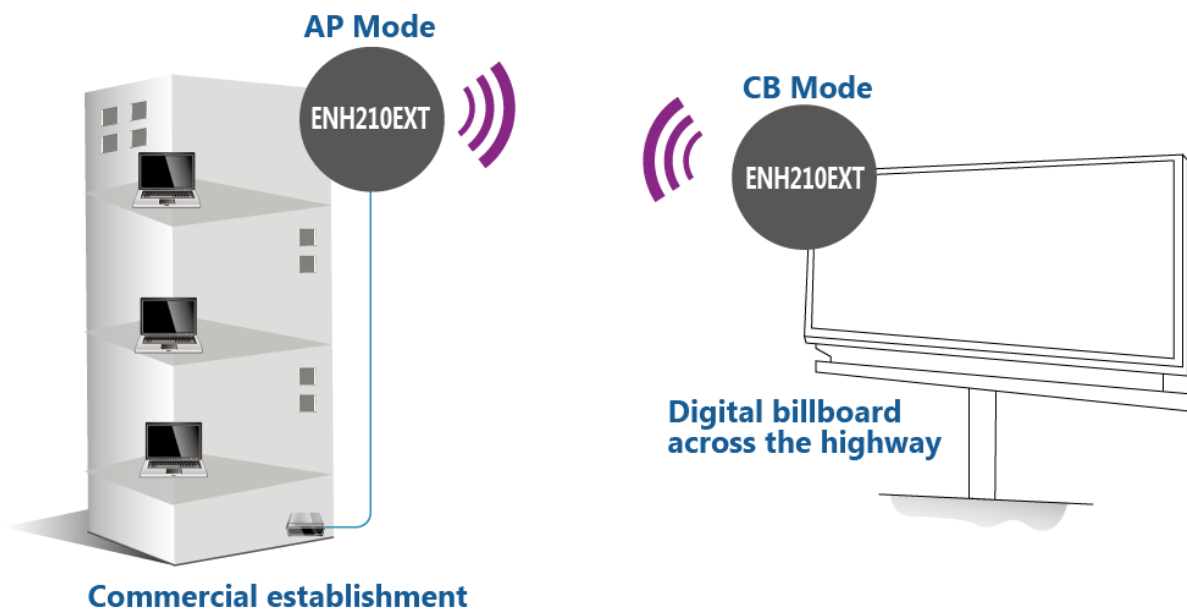 AP Mode
ENH210EXT
CB Mode
ENH210EXT
Digital billboard
across the highway
Commercial establishment